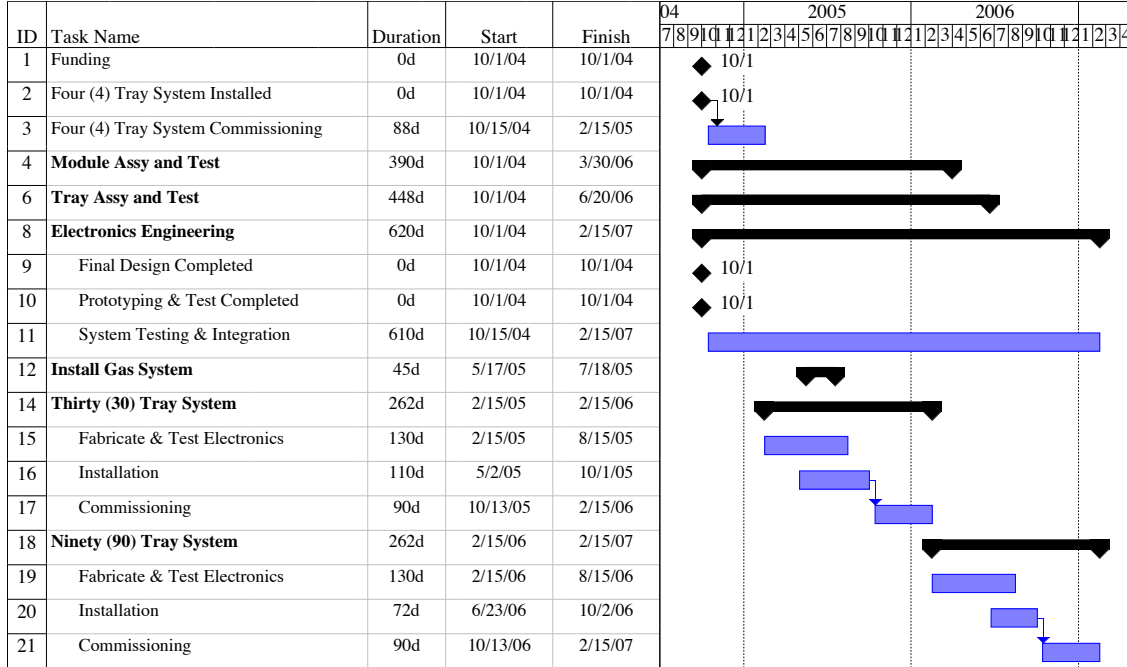 04 2005 2006
ID Task Name Duration Start Finish 7 8 9 10 11 12 1 2 3 4 5 6 7 8 9 10 11 12 1 2 3 4 5 6 7 8 9 10 11 12 1 2 3 4
1 Funding 0d 10/1/04 10/1/04 10/1
2 Four (4) Tray System Installed 0d 10/1/04 10/1/04 10/1
3 Four (4) Tray System Commissioning 88d 10/15/04 2/15/05
4 Module Assy and Test 390d 10/1/04 3/30/06
6 Tray Assy and Test 448d 10/1/04 6/20/06
8 Electronics Engineering 620d 10/1/04 2/15/07
9 Final Design Completed 0d 10/1/04 10/1/04 10/1
10 Prototyping & Test Completed 0d 10/1/04 10/1/04 10/1
11 System Testing & Integration 610d 10/15/04 2/15/07
12 Install Gas System 45d 5/17/05 7/18/05
14 Thirty (30) Tray System 262d 2/15/05 2/15/06
15 Fabricate & Test Electronics 130d 2/15/05 8/15/05
16 Installation 110d 5/2/05 10/1/05
17 Commissioning 90d 10/13/05 2/15/06
18 Ninety (90) Tray System 262d 2/15/06 2/15/07
19 Fabricate & Test Electronics 130d 2/15/06 8/15/06
20 Installation 72d 6/23/06 10/2/06
21 Commissioning 90d 10/13/06 2/15/07